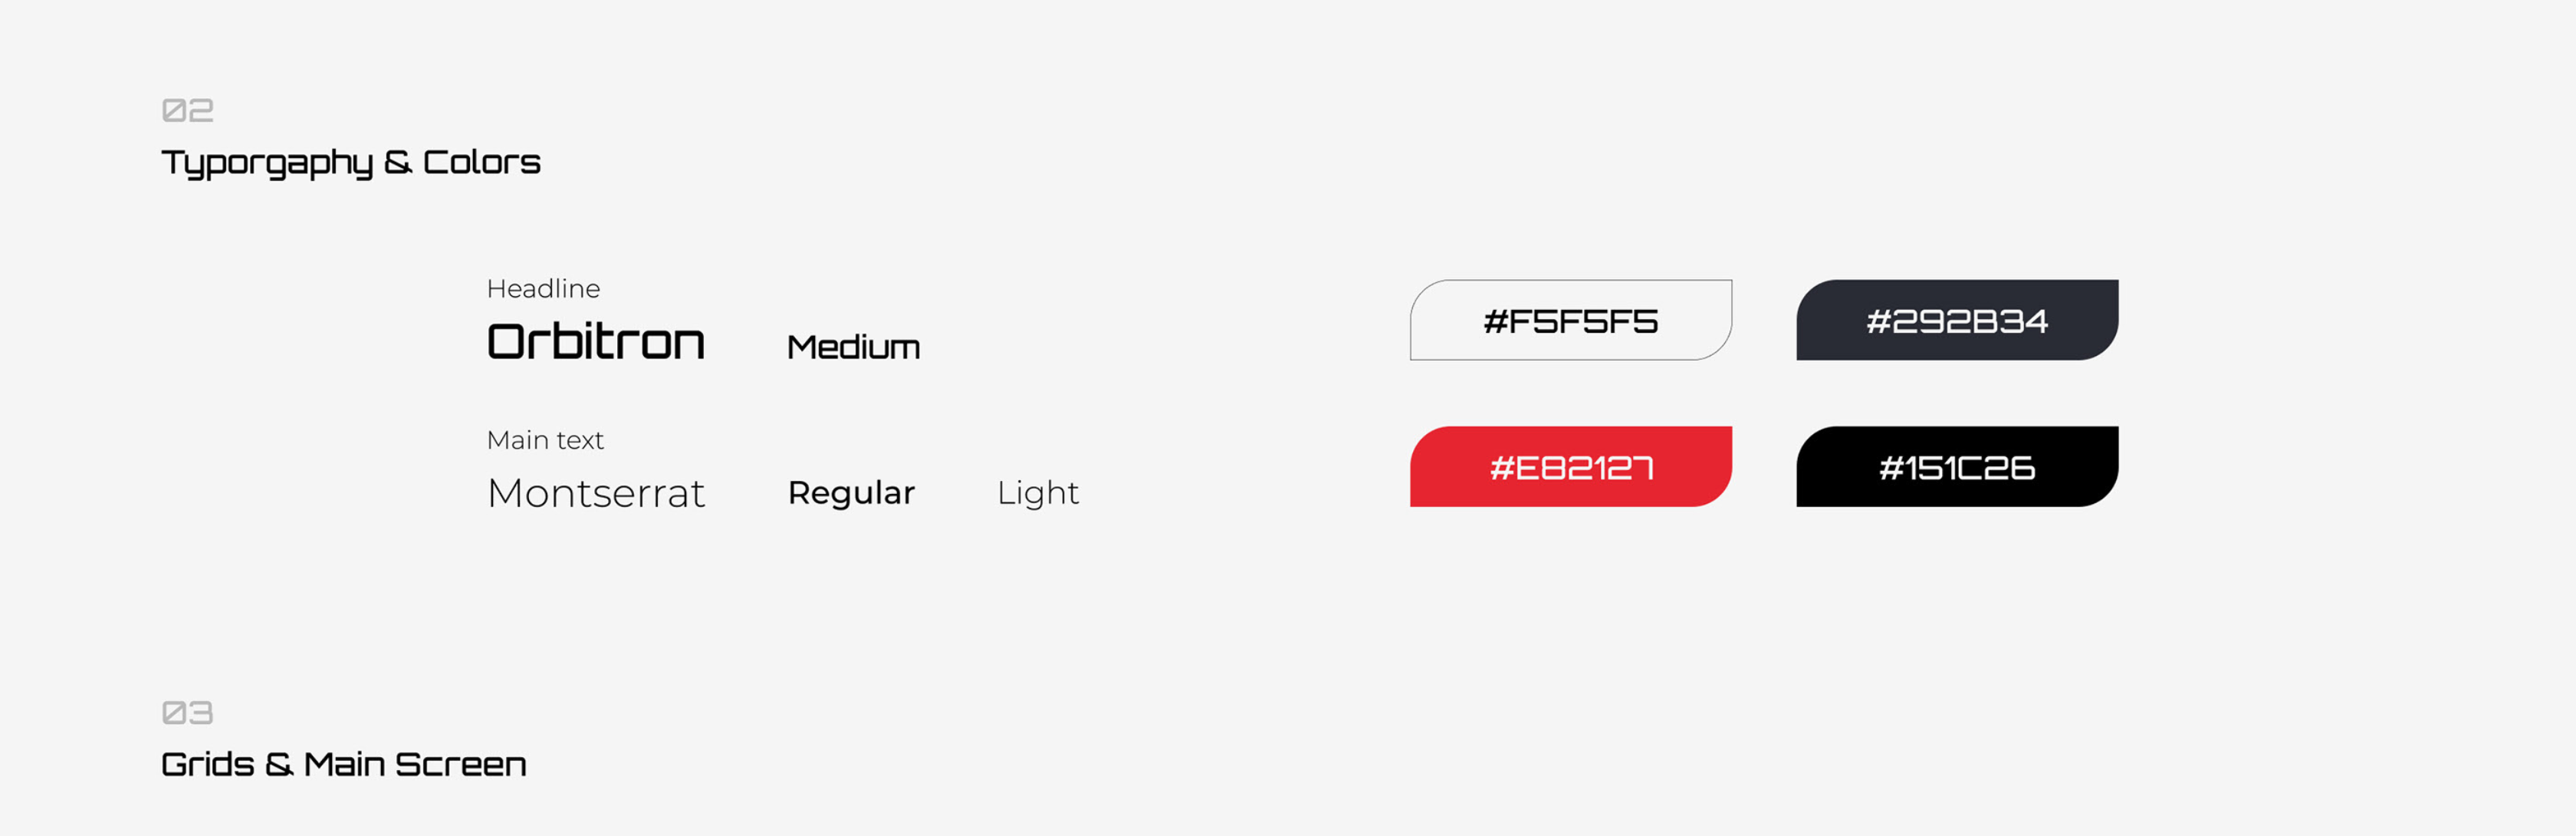 02
Typorgaphy & Colors
Headline
Orbitron Medium
Main text
Montserrat Regular Light
#F5F5F5 #292B34
#E82127 #151C26
03
Grids & Main Screen